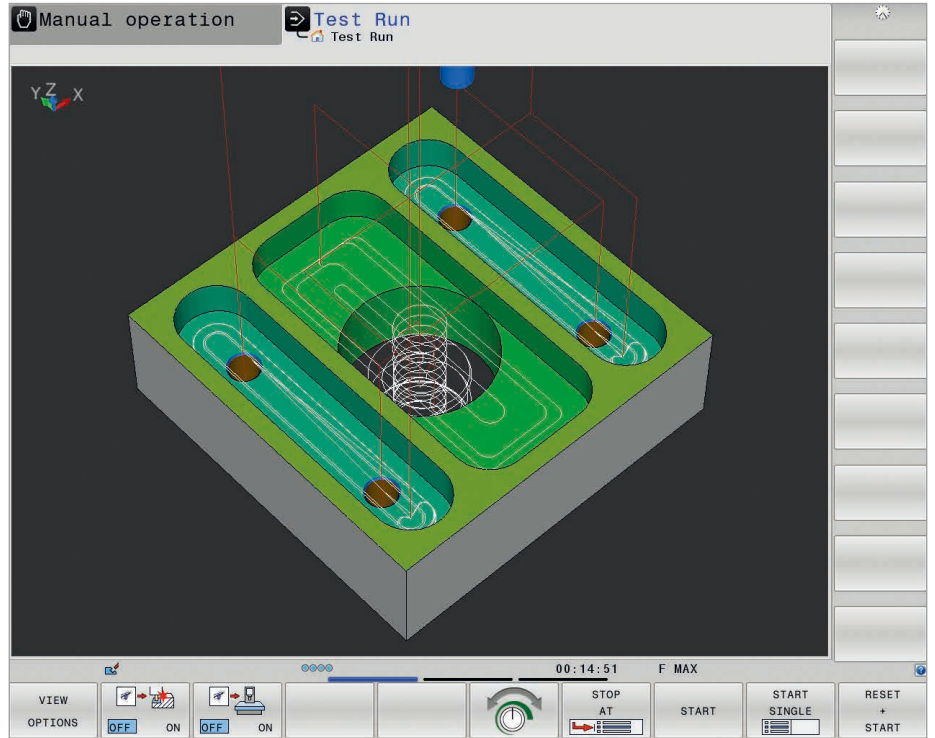 Manual operation
Test Run
Test Run
Y Z X
00:14:51 F MAX
VIEW
OPTIONS
OFF ON
OFF ON
STOP
AT
START
START
SINGLE
RESET
+
START